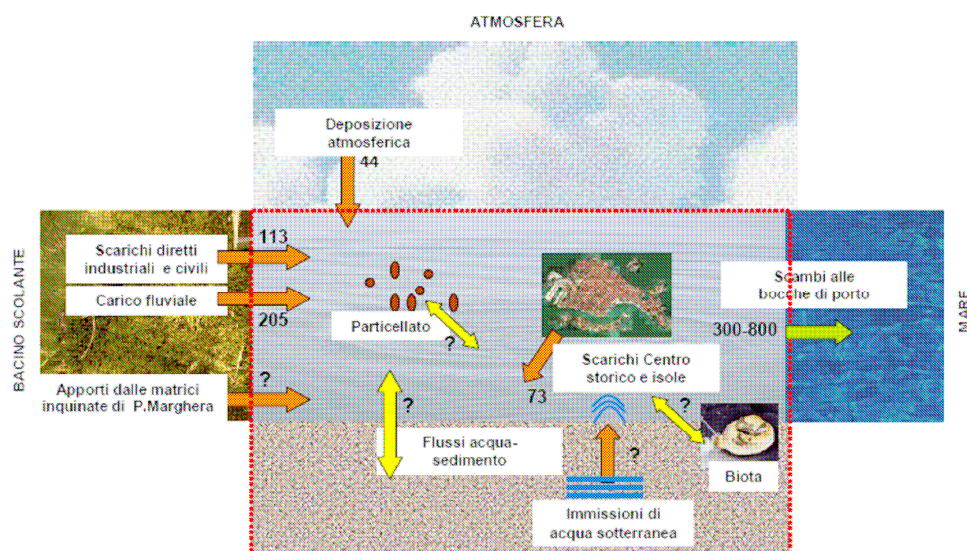 ATMOSFERA
Deposizione
atmosferica
44
BACINO SCOLANTE
113
Scarichi diretti
industriali e civili
Carico fluviale
205
Particellato
?
Scambi alle
bocche di porto
300-800
MARE
?
Apporti dalle matrici
inquinate di P.Marghera
Scarichi Centro
storico e isole
73
?
?
Flussi acqua-
sedimento
?
Biota
Immissioni di
acqua sotterranea